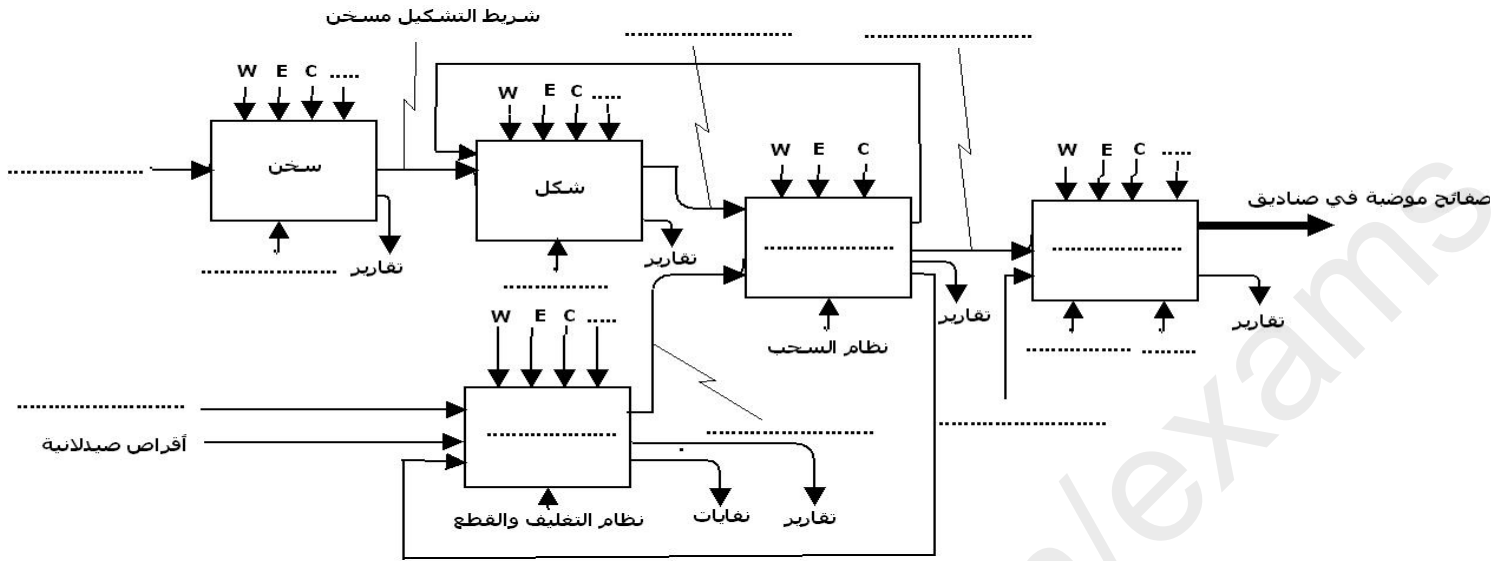 شريط التشكيل مسخن
..............................
..............................
W E C .....
W E C .....
W E C
W E C .....
سخن
شكل
..............................
..............................
..............................
صفائح موضبة في صناديق
..............................
تقارير
..............................
تقارير
نظام السحب
تقارير
..............................
..........
تقارير
W E C .....
..............................
أقراص صيدلانية
..............................
..............................
..............................
نظام التغليف والقطع
نفايات
تقارير
n/exams